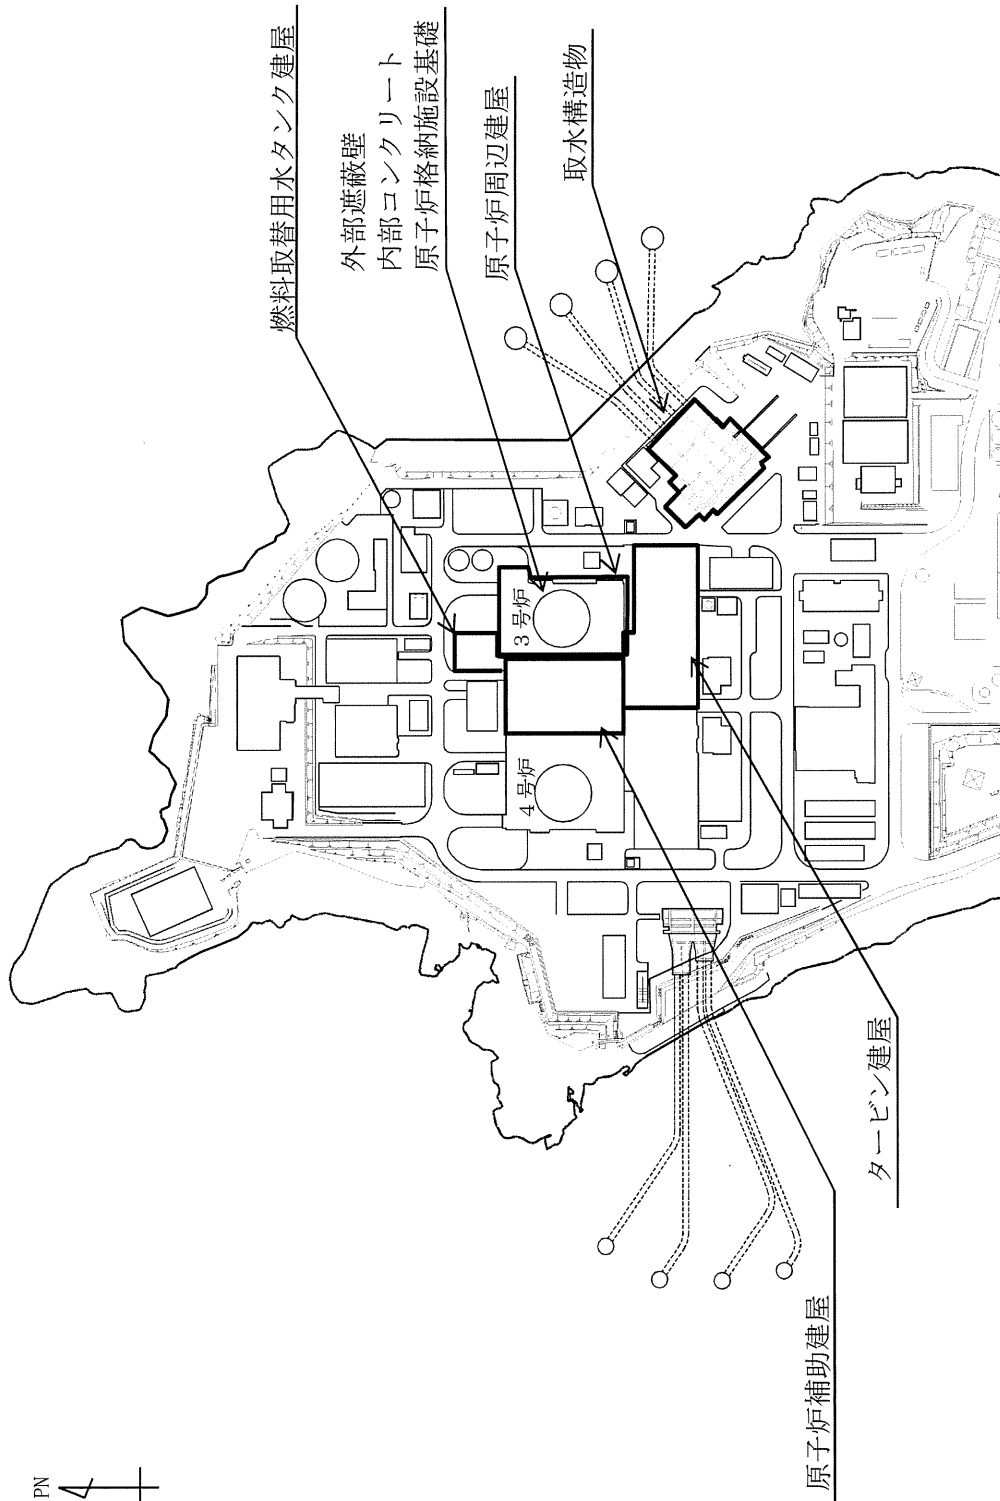 燃料取替用水タンク建屋
外部遮蔽壁
内部コンクリート
原子炉格納施設基礎
原子炉周辺建屋
取水構造物
3号炉
4号炉
タービン建屋
原子炉補助建屋
PN